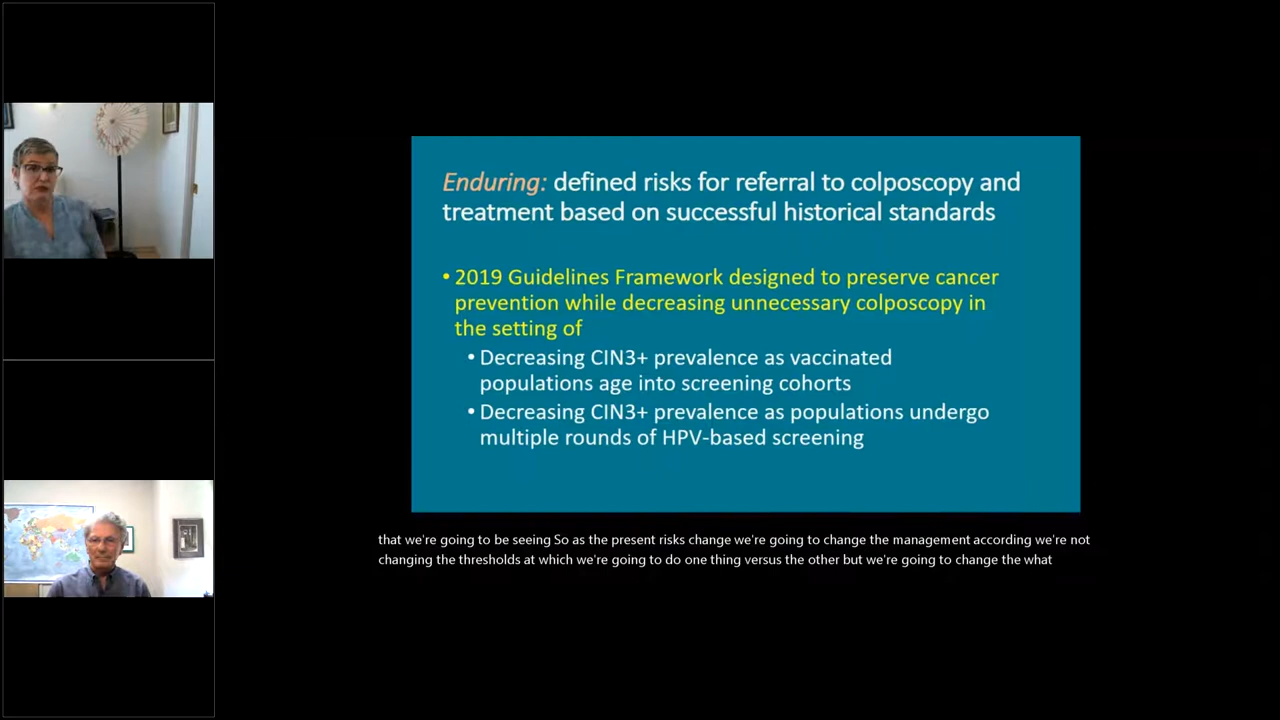 Enduring: defined risks for referral to colposcopy and
treatment based on successful historical standards
• 2019 Guidelines Framework designed to preserve cancer
prevention while decreasing unnecessary colposcopy in
the setting of
• Decreasing CIN3+ prevalence as vaccinated
populations age into screening cohorts
• Decreasing CIN3+ prevalence as populations undergo
multiple rounds of HPV-based screening
that we're going to be seeing So as the present risks change we're going to change the management according we're not
changing the thresholds at which we're going to do one thing versus the other but we're going to change the what